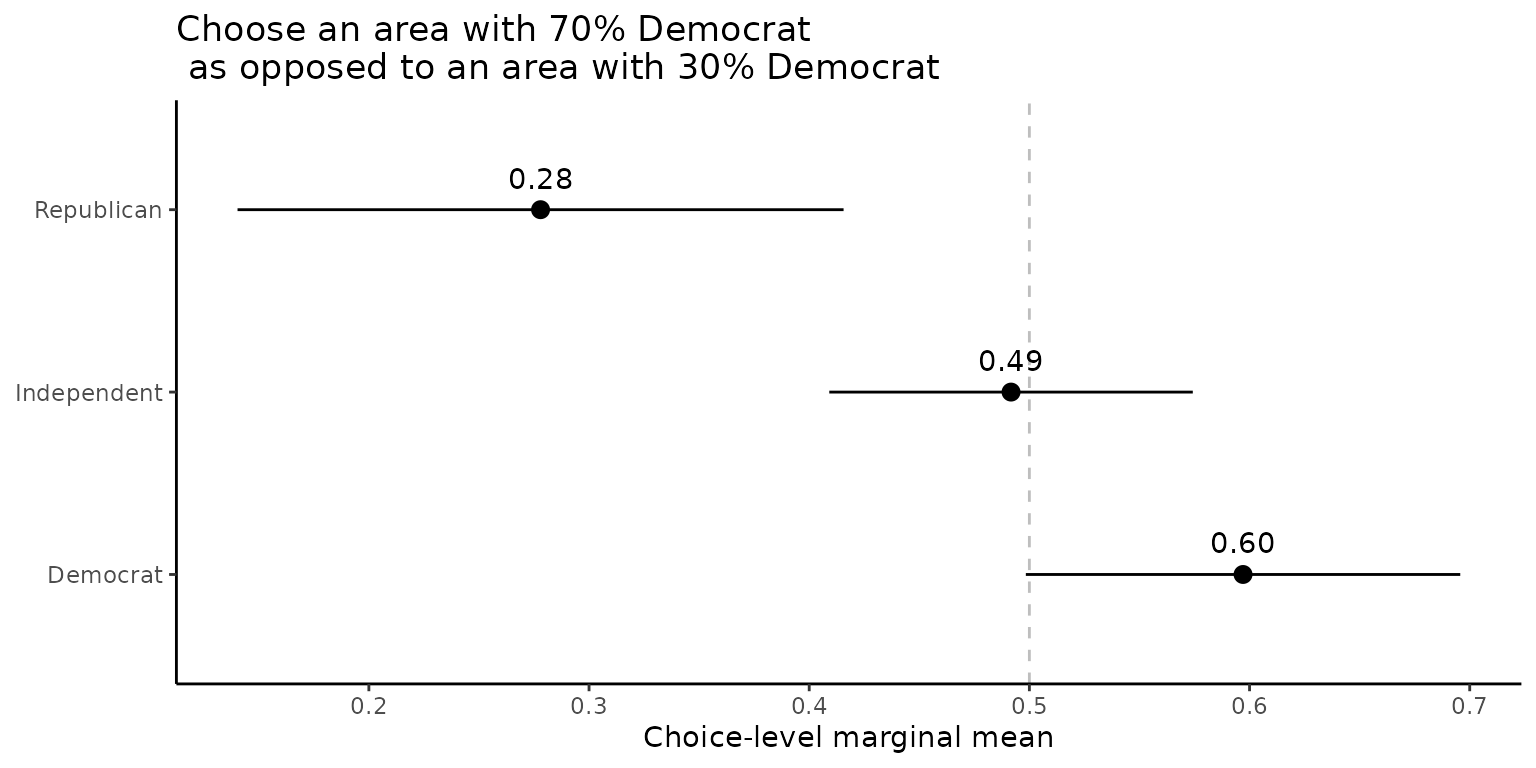 Choose an area with 70% Democrat
as opposed to an area with 30% Democrat
0.28
Republican
0.49
Independent
0.60
Democrat
0.2 0.3 0.4 0.5 0.6 0.7
Choice-level marginal mean